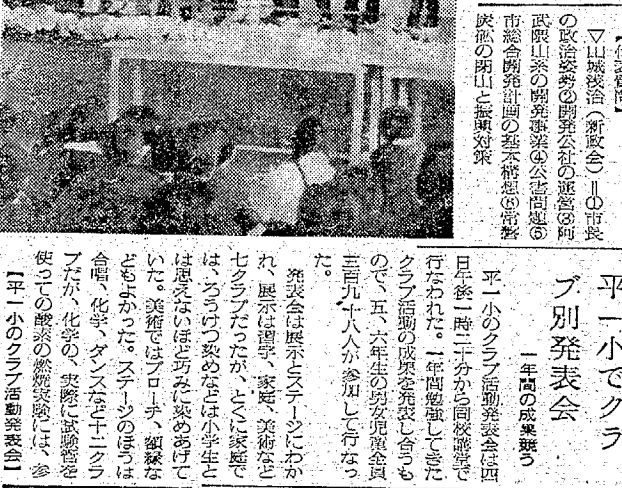 【代表質問】
▽山城浅治（新政会）＝①市長
の政治姿勢②開発公社の運営③阿
武隈山系の開発事業④公害問題⑤
市総合開発計画の基本構想⑥常磐
炭砿の閉山と振興対策
平一小でクラ
ブ別発表会
一年間の成果競う
平一小のクラブ活動発表会は四
日午後一時二十分から同校講堂で
行なわれた。一年間勉強してきた
クラブ活動の成果を発表し合うも
ので、五、六年生の男女児童全員
三百九十八人が参加して行なっ
た。
発表会は展示とステージにわか
れ、展示は習字、家庭、美術など
七クラブだったが、とくに家庭で
は、ろうけつ染めなどは小学生と
は思えないほど巧みに染めあげて
いた。美術ではブローチ、額縁な
どもよかった。ステージのほうは
合唱、化学、ダンスなど十二クラ
ブだが、化学の、実際に試験管を
使っての酸素の燃焼実験には、参
【平一小のクラブ活動発表会】